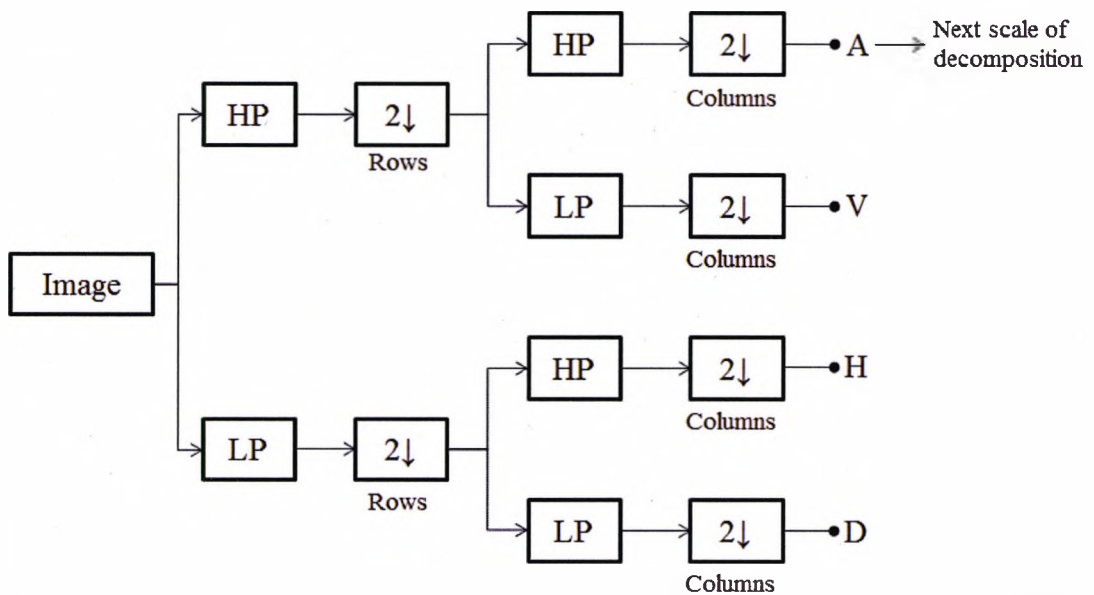 HP
2↓
A
Next scale of
decomposition
Columns
HP
2↓
Rows
LP
2↓
V
Columns
Image
HP
2↓
H
Columns
LP
2↓
Rows
LP
2↓
D
Columns